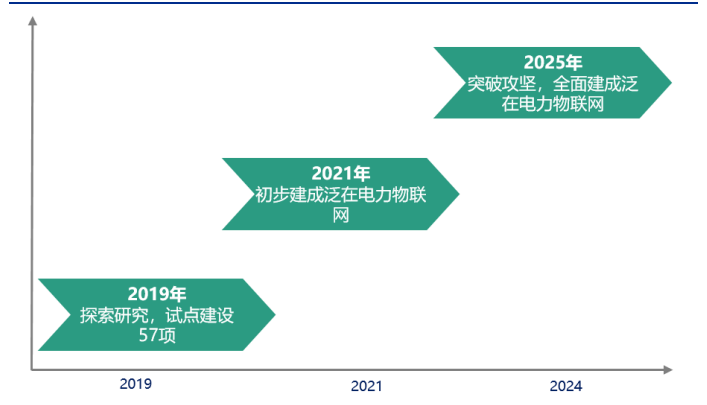 2025年
突破攻坚，全面建成泛
在电力物联网
2021年
初步建成泛在电力物联
网
2019年
探索研究，试点建设
57项
2019
2021
2024